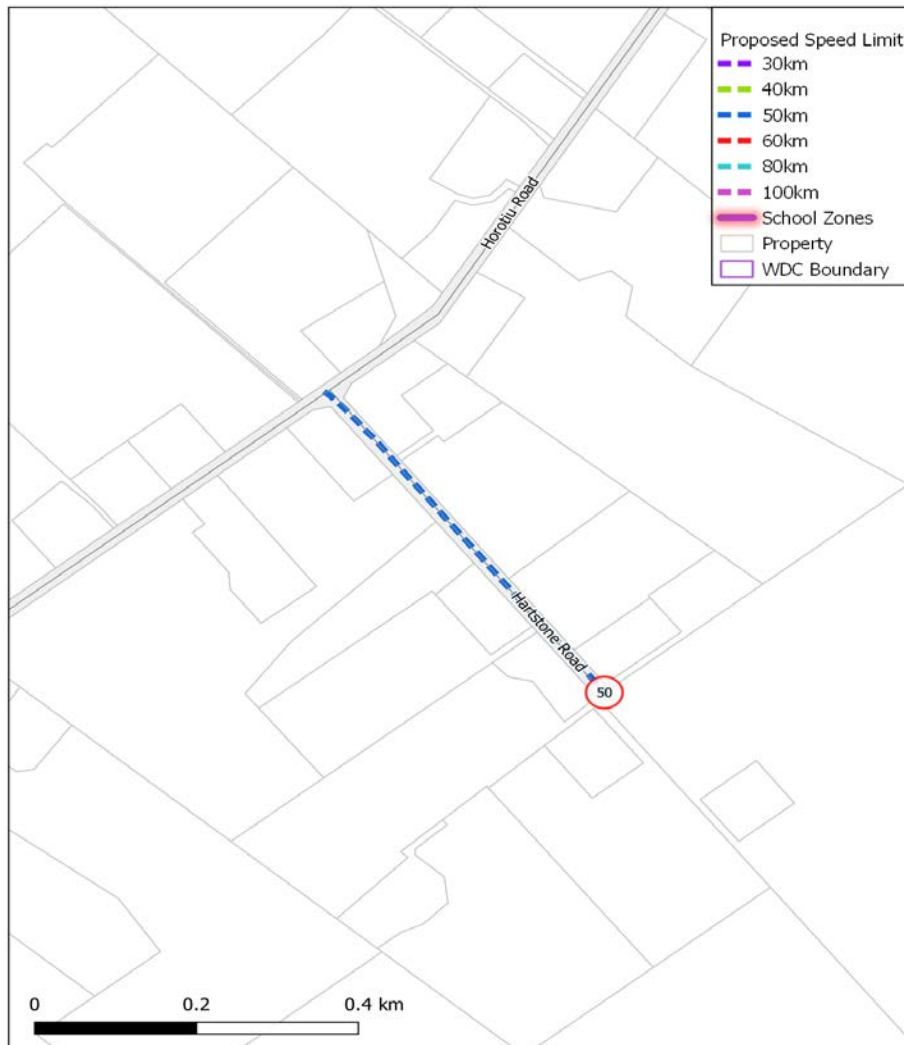 Proposed Speed Limit
30km
40km
50km
60km
80km
100km
School Zones
Property
WDC Boundary
Horotiu Road
Hartstone Road
50
0 0.2 0.4 km